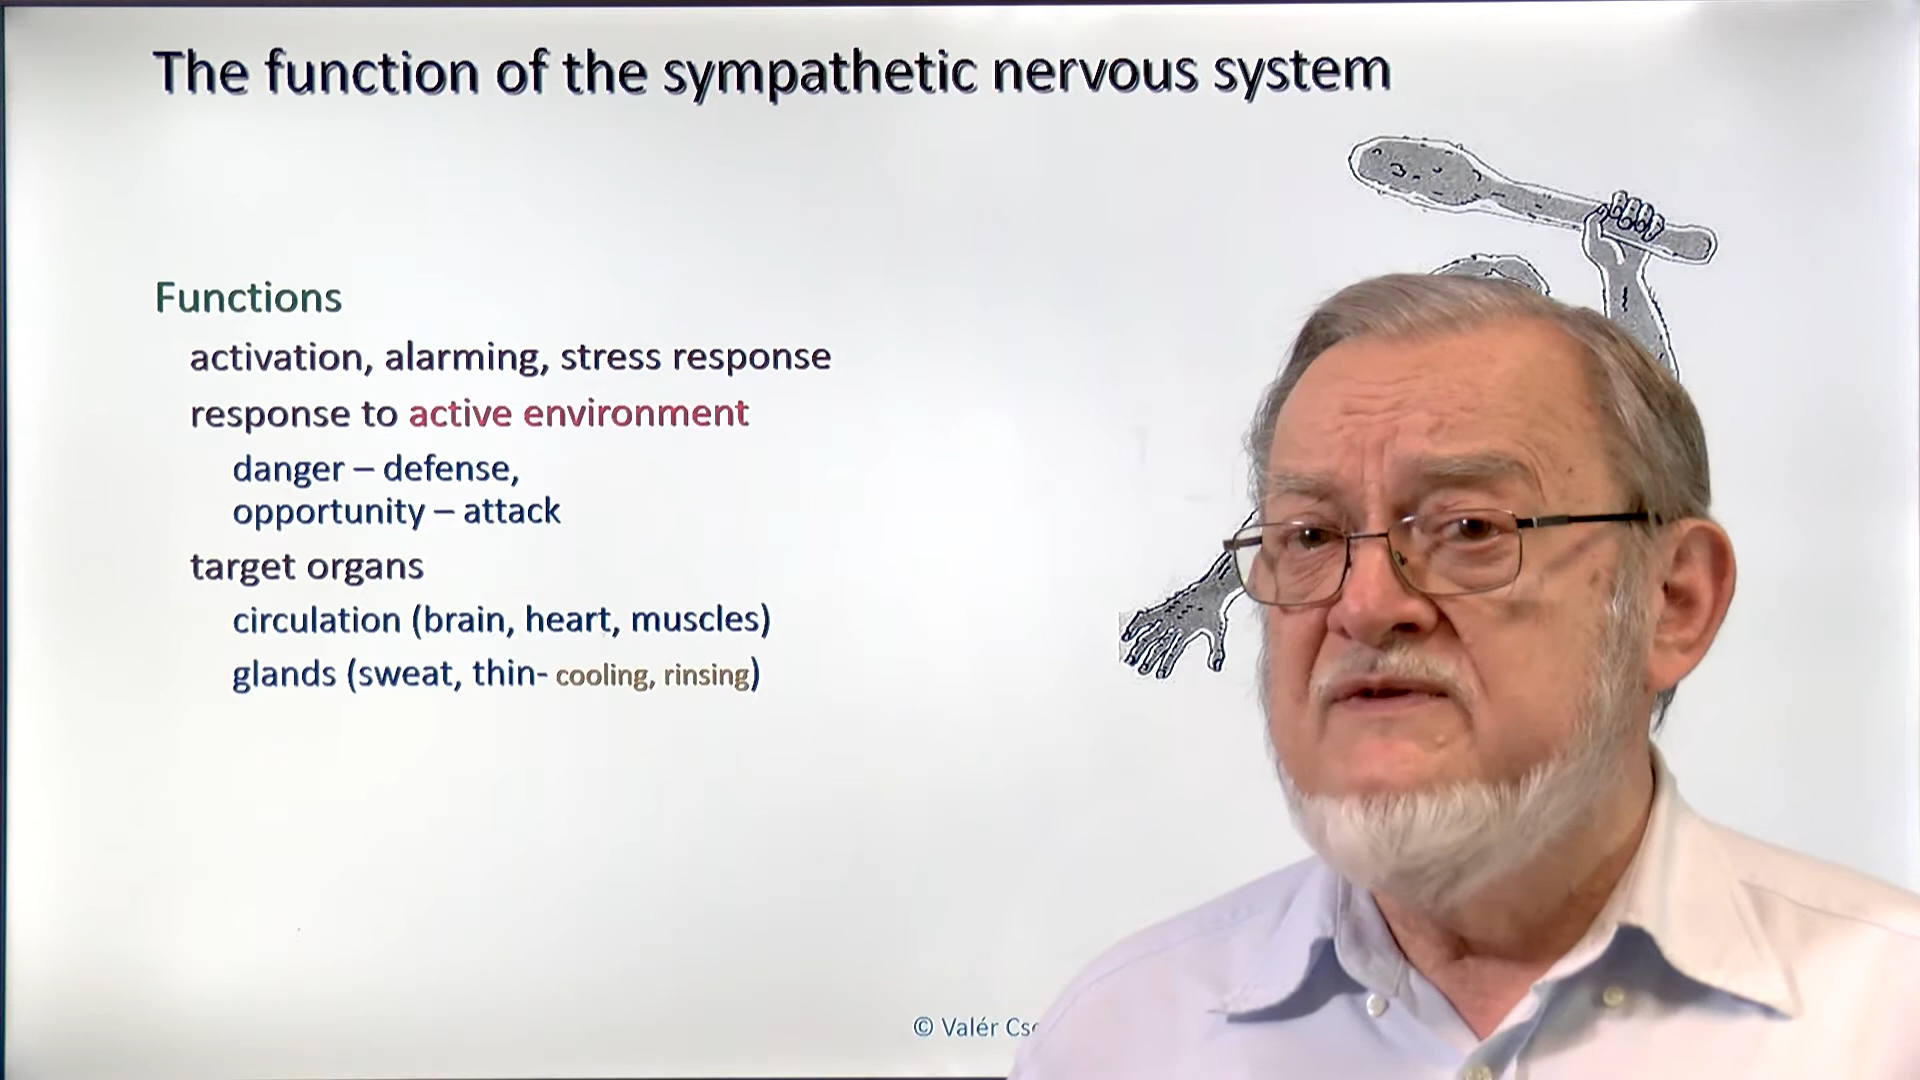 The function of the sympathetic nervous system
Functions
activation, alarming, stress response
response to active environment
danger – defense,
opportunity – attack
target organs
circulation (brain, heart, muscles)
glands (sweat, thin- cooling, rinsing)
© Valér